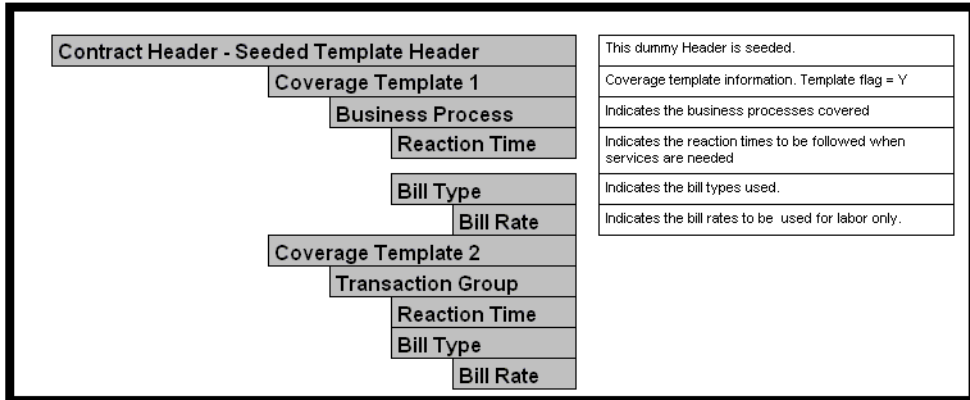 Contract Header - Seeded Template Header
This dummy Header is seeded.
Coverage Template 1
Coverage template information. Template flag = Y
Business Process
Indicates the business processes covered
Reaction Time
Indicates the reaction times to be followed when
services are needed
Bill Type
Indicates the bill types used.
Bill Rate
Indicates the bill rates to be  used for labor only.
Coverage Template 2
Transaction Group
Reaction Time
Bill Type
Bill Rate